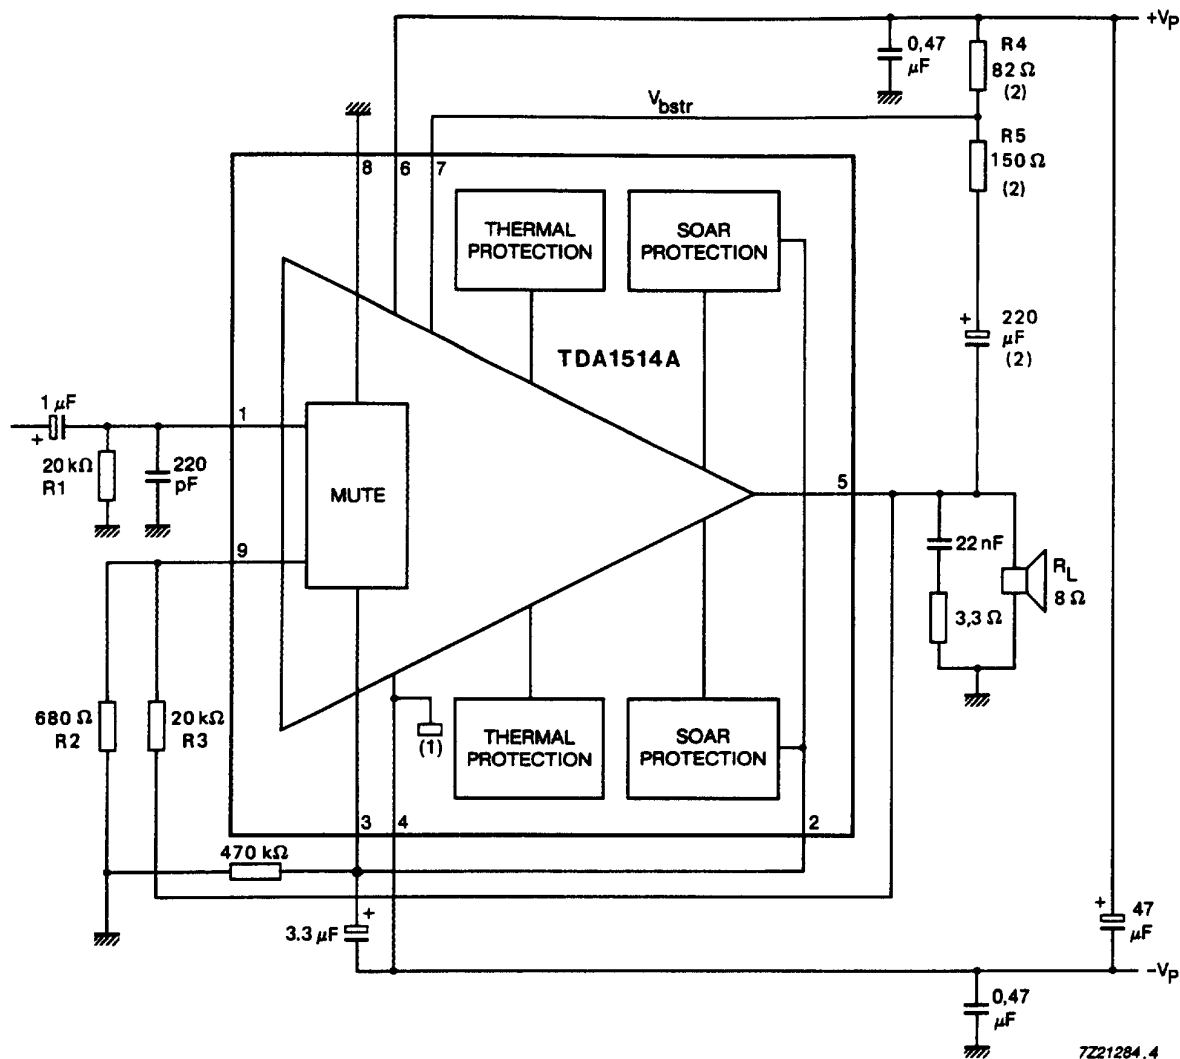 +VP
0,47
μF
R4
82 Ω
(2)
Vbstr
R5
150 Ω
(2)
8
6
7
THERMAL
PROTECTION
SOAR
PROTECTION
220
μF
(2)
+
TDA1514A
1 μF
+
1
20 kΩ
R1
220
pF
MUTE
5
9
22 nF
RL
8 Ω
3,3 Ω
680 Ω
R2
20 kΩ
R3
(1)
THERMAL
PROTECTION
SOAR
PROTECTION
3
4
2
470 kΩ
+
3.3 μF
+
47
μF
-VP
0,47
μF
7Z21284.4